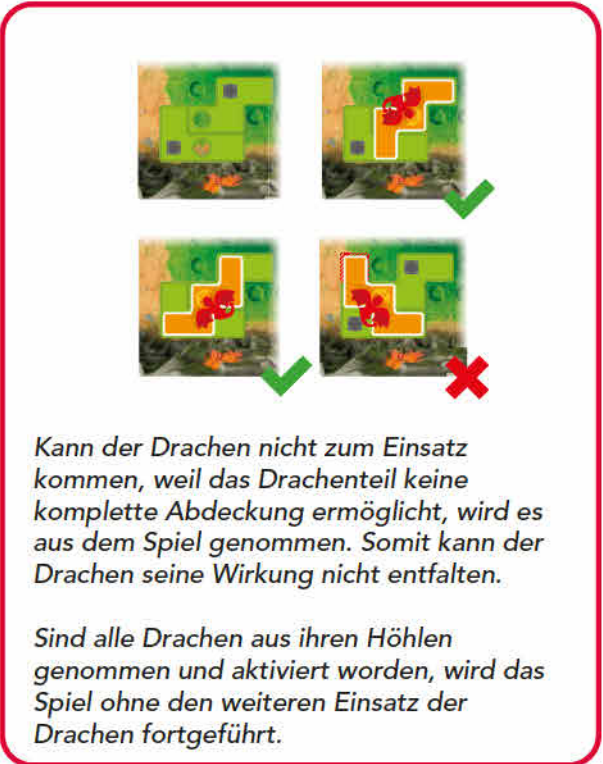 Kann der Drachen nicht zum Einsatz
kommen, weil das Drachenteil keine
komplette Abdeckung ermöglicht, wird es
aus dem Spiel genommen. Somit kann der
Drachen seine Wirkung nicht entfalten.
Sind alle Drachen aus ihren Höhlen
genommen und aktiviert worden, wird das
Spiel ohne den weiteren Einsatz der
Drachen fortgeführt.